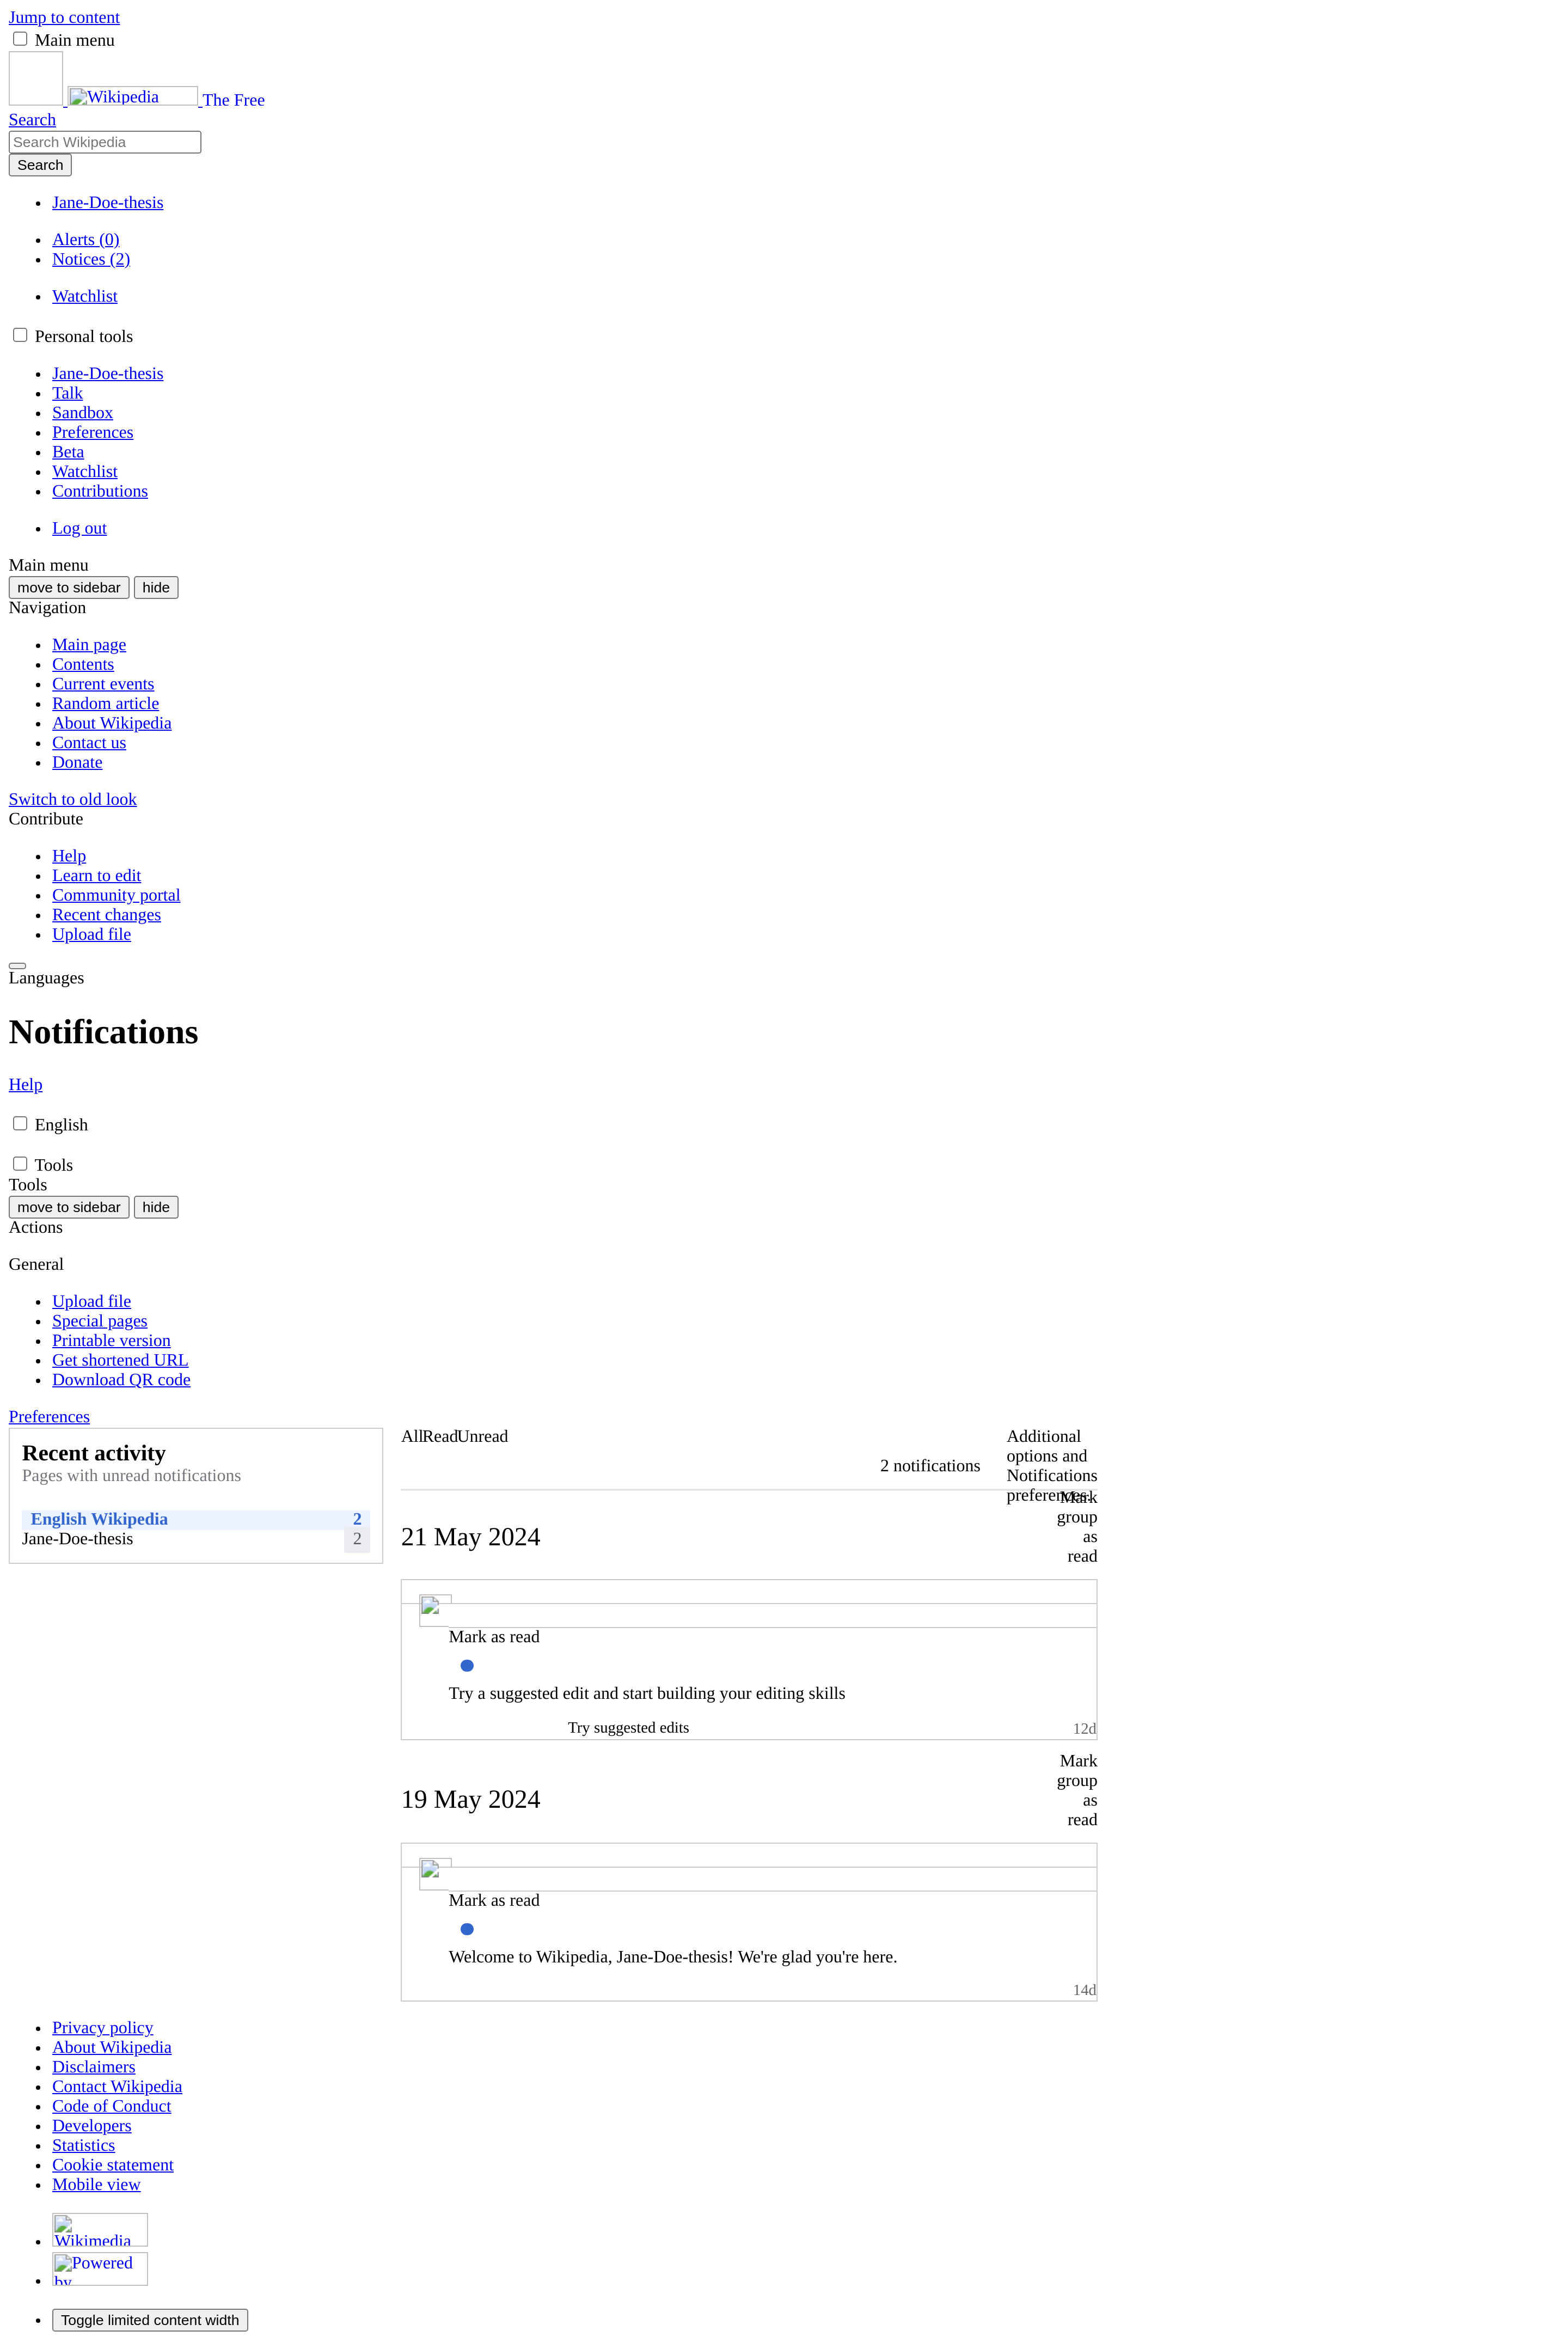 Jump to content
Main menu
Wikipedia The Free
Search
Search Wikipedia
Search
Jane-Doe-thesis
Alerts (0)
Notices (2)
Watchlist
Personal tools
Jane-Doe-thesis
Talk
Sandbox
Preferences
Beta
Watchlist
Contributions
Log out
Main menu
move to sidebar hide
Navigation
Main page
Contents
Current events
Random article
About Wikipedia
Contact us
Donate
Switch to old look
Contribute
Help
Learn to edit
Community portal
Recent changes
Upload file
Languages
Notifications
Help
English
Tools
Tools
move to sidebar hide
Actions
General
Upload file
Special pages
Printable version
Get shortened URL
Download QR code
Preferences
Recent activity
Pages with unread notifications
English Wikipedia 2
Jane-Doe-thesis 2
AllReadUnread
2 notifications
Additional
options and
Notifications
preferences.
21 May 2024
Mark
group
as
read
Mark as read
Try a suggested edit and start building your editing skills
Try suggested edits 12d
19 May 2024
Mark
group
as
read
Mark as read
Welcome to Wikipedia, Jane-Doe-thesis! We're glad you're here.
14d
Privacy policy
About Wikipedia
Disclaimers
Contact Wikipedia
Code of Conduct
Developers
Statistics
Cookie statement
Mobile view
Wikimedia
Powered
by
Toggle limited content width